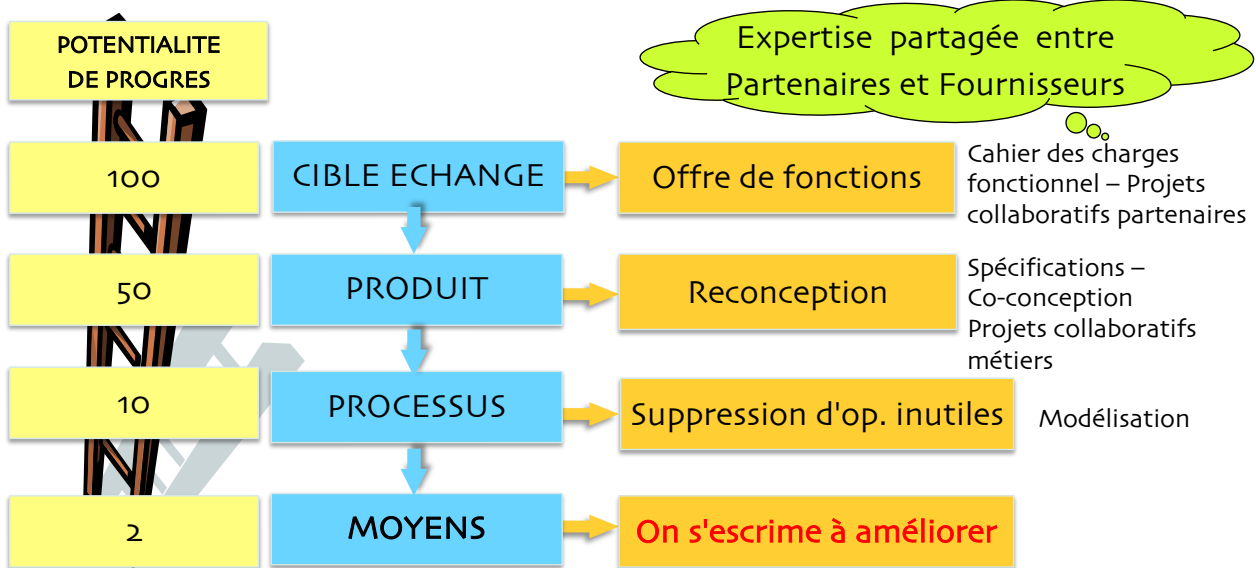 POTENTIALITE
DE PROGRES
Expertise partagée entre
Partenaires et Fournisseurs
100
CIBLE ECHANGE
Offre de fonctions
Cahier des charges
fonctionnel – Projets
collaboratifs partenaires
50
PRODUIT
Reconception
Spécifications –
Co-conception
Projets collaboratifs
métiers
10
PROCESSUS
Suppression d'op. inutiles
Modélisation
2
MOYENS
On s'escrime à améliorer